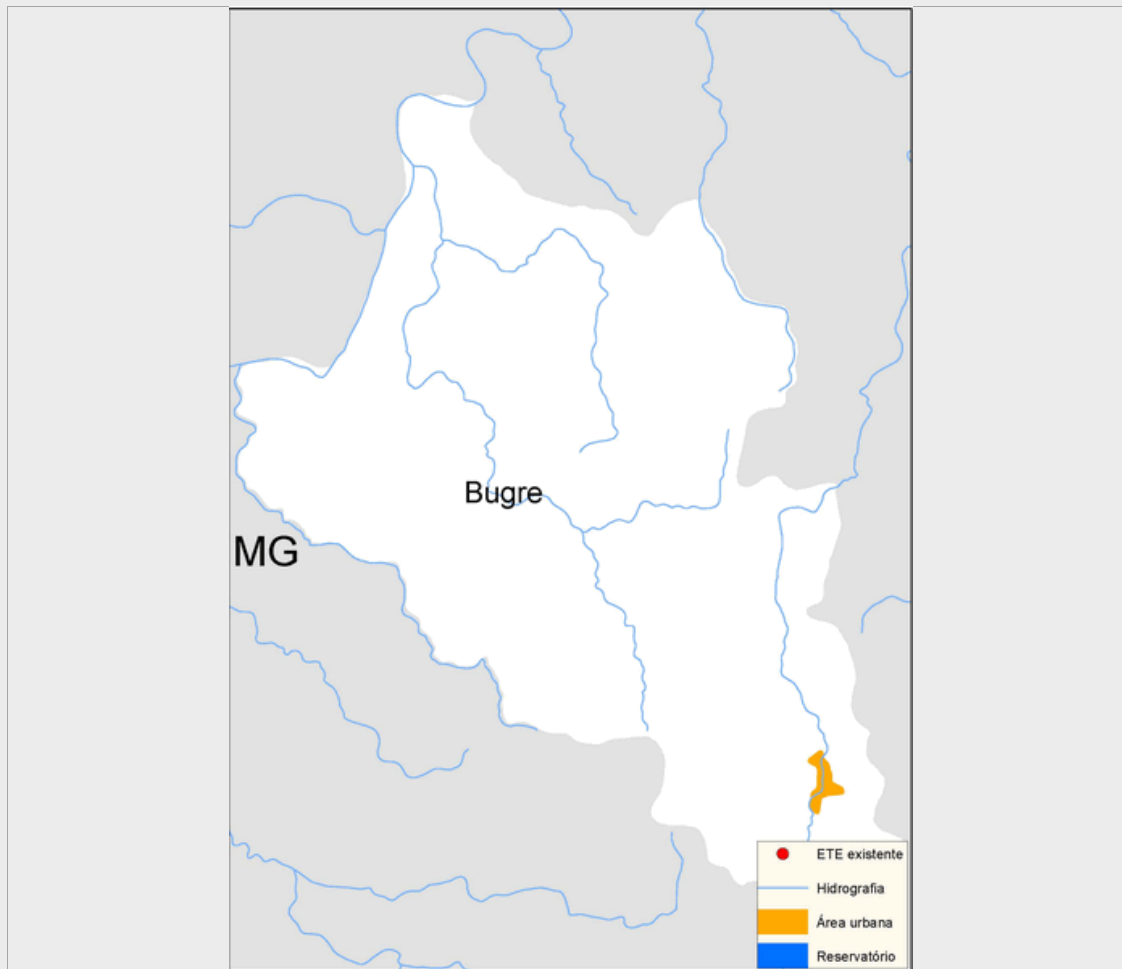 Bugre
MG
ETE existente
Hidrografia
Área urbana
Reservatório